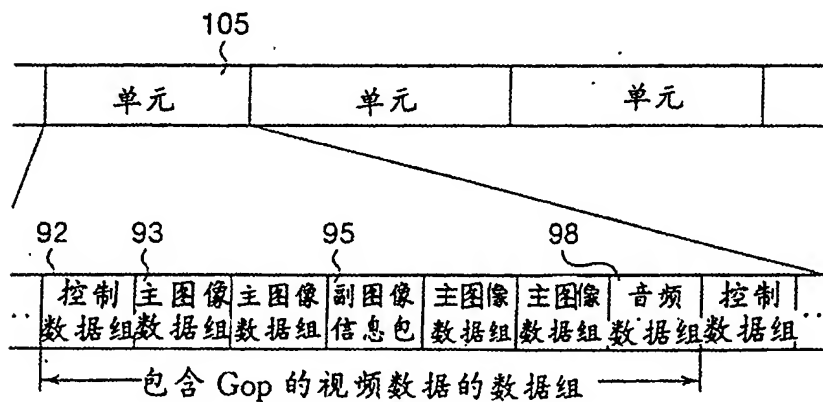 105
单元 单元 单元
92 93 95 98
控制 主图像 主图像 副图像 主图像 主图像 音频 控制
数据组 数据组 数据组 信息包 数据组 数据组 数据组 数据组
包含 Gop 的视频数据的数据组